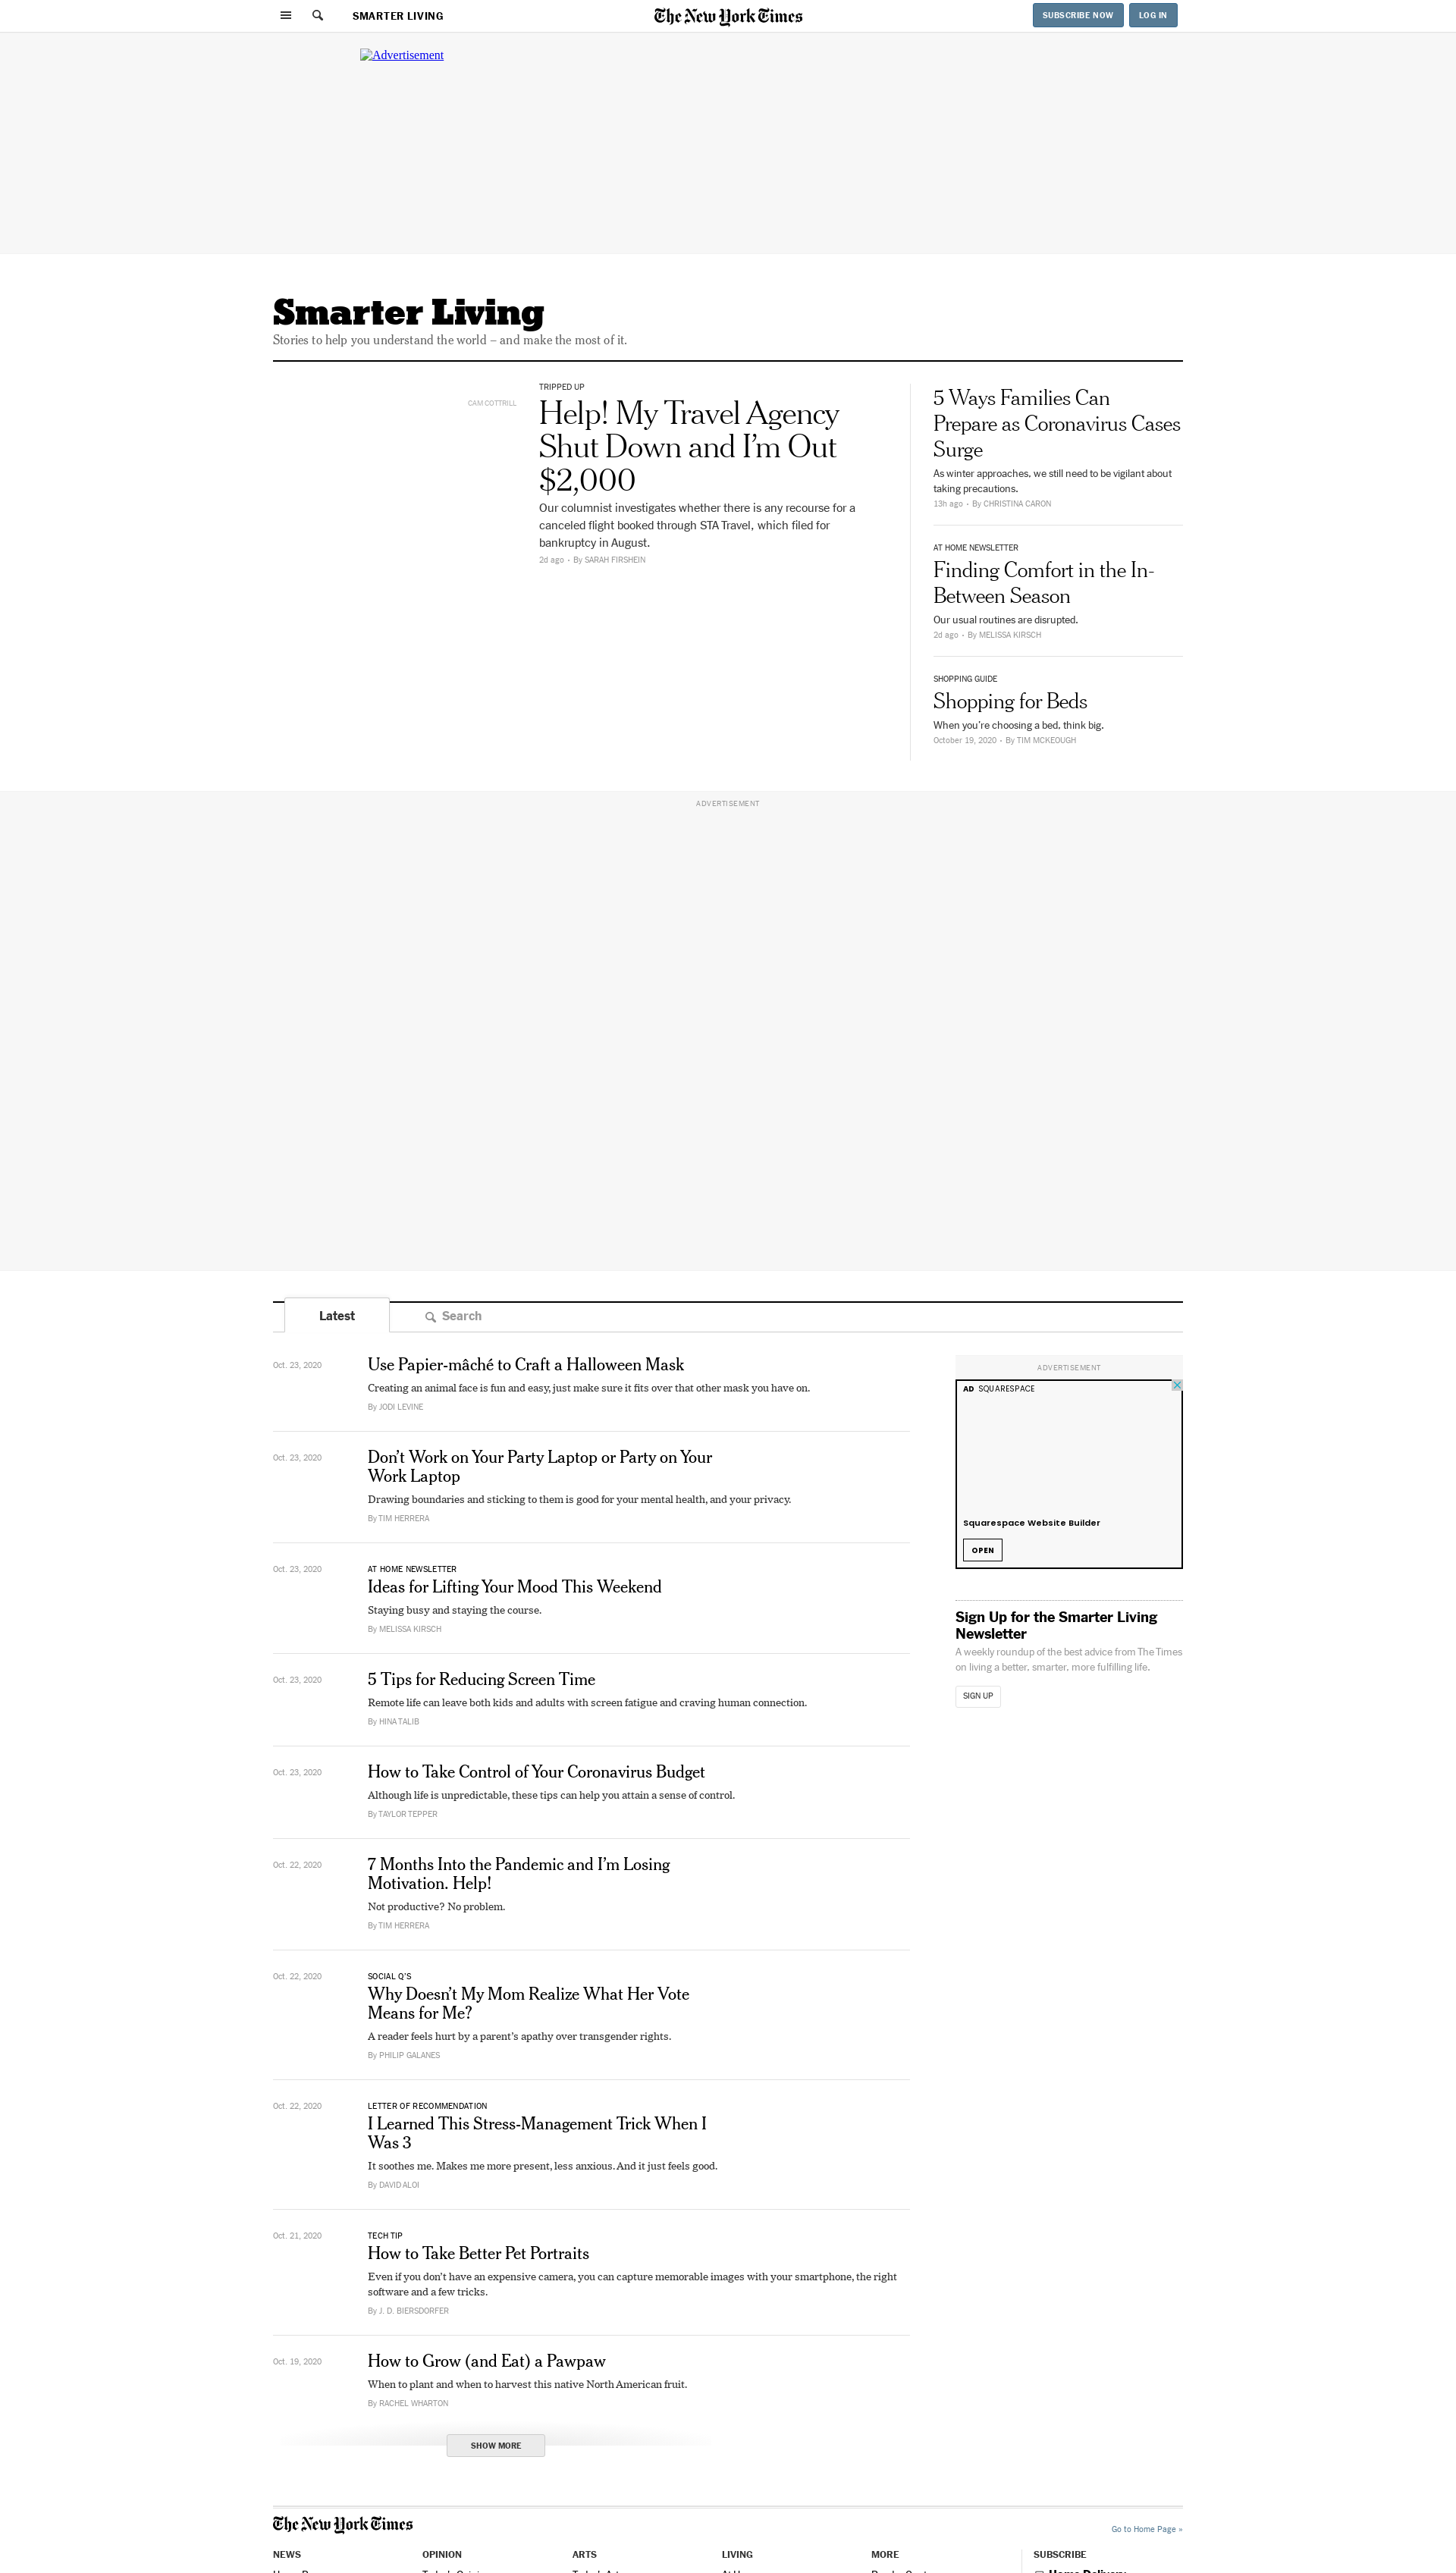 SMARTER LIVING
The New York Times
SUBSCRIBE NOW
LOG IN
Advertisement
Smarter Living
Stories to help you understand the world – and make the most of it.
CAM COTTRILL
TRIPPED UP
Help! My Travel Agency
Shut Down and I’m Out
$2,000
Our columnist investigates whether there is any recourse for a
canceled flight booked through STA Travel, which filed for
bankruptcy in August.
2d ago • By SARAH FIRSHEIN
5 Ways Families Can
Prepare as Coronavirus Cases
Surge
As winter approaches, we still need to be vigilant about
taking precautions.
13h ago • By CHRISTINA CARON
AT HOME NEWSLETTER
Finding Comfort in the In-
Between Season
Our usual routines are disrupted.
2d ago • By MELISSA KIRSCH
SHOPPING GUIDE
Shopping for Beds
When you’re choosing a bed, think big.
October 19, 2020 • By TIM MCKEOUGH
ADVERTISEMENT
Latest
Search
Oct. 23, 2020
Use Papier-mâché to Craft a Halloween Mask
Creating an animal face is fun and easy, just make sure it fits over that other mask you have on.
By JODI LEVINE
Oct. 23, 2020
Don’t Work on Your Party Laptop or Party on Your
Work Laptop
Drawing boundaries and sticking to them is good for your mental health, and your privacy.
By TIM HERRERA
Oct. 23, 2020
AT HOME NEWSLETTER
Ideas for Lifting Your Mood This Weekend
Staying busy and staying the course.
By MELISSA KIRSCH
Oct. 23, 2020
5 Tips for Reducing Screen Time
Remote life can leave both kids and adults with screen fatigue and craving human connection.
By HINA TALIB
Oct. 23, 2020
How to Take Control of Your Coronavirus Budget
Although life is unpredictable, these tips can help you attain a sense of control.
By TAYLOR TEPPER
Oct. 22, 2020
7 Months Into the Pandemic and I’m Losing
Motivation. Help!
Not productive? No problem.
By TIM HERRERA
Oct. 22, 2020
SOCIAL Q’S
Why Doesn’t My Mom Realize What Her Vote
Means for Me?
A reader feels hurt by a parent’s apathy over transgender rights.
By PHILIP GALANES
Oct. 22, 2020
LETTER OF RECOMMENDATION
I Learned This Stress-Management Trick When I
Was 3
It soothes me. Makes me more present, less anxious. And it just feels good.
By DAVID ALOI
Oct. 21, 2020
TECH TIP
How to Take Better Pet Portraits
Even if you don’t have an expensive camera, you can capture memorable images with your smartphone, the right
software and a few tricks.
By J. D. BIERSDORFER
Oct. 19, 2020
How to Grow (and Eat) a Pawpaw
When to plant and when to harvest this native North American fruit.
By RACHEL WHARTON
SHOW MORE
ADVERTISEMENT
AD SQUARESPACE
Squarespace Website Builder
OPEN
Sign Up for the Smarter Living
Newsletter
A weekly roundup of the best advice from The Times
on living a better, smarter, more fulfilling life.
SIGN UP
The New York Times
Go to Home Page »
NEWS
OPINION
ARTS
LIVING
MORE
SUBSCRIBE